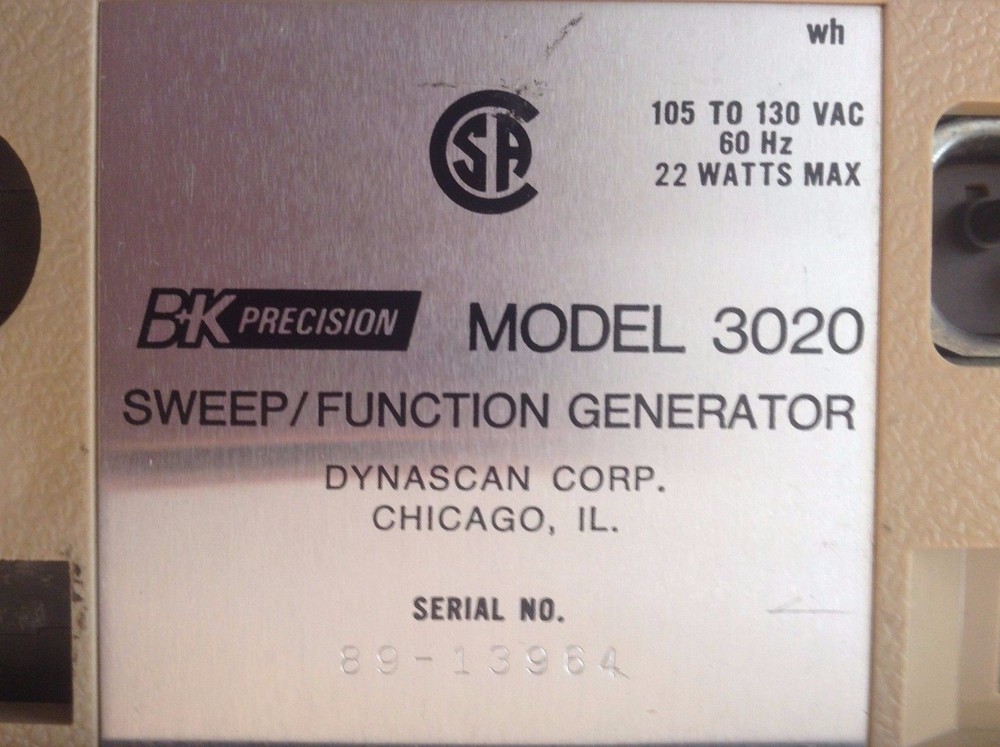 wh
CSA
105 TO 130 VAC
60 Hz
22 WATTS MAX
B+K PRECISION MODEL 3020
SWEEP/FUNCTION GENERATOR
DYNASCAN CORP.
CHICAGO, IL.
SERIAL NO.
89-13964